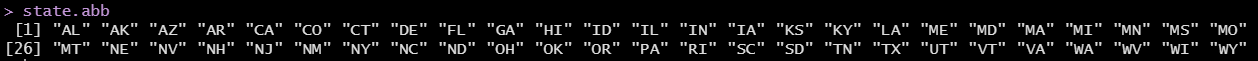 > state.abb
[1] "AL" "AK" "AZ" "AR" "CA" "CO" "CT" "DE" "FL" "GA" "HI" "ID" "IL" "IN" "IA" "KS" "KY" "LA" "ME" "MD" "MA" "MI" "MN" "MS" "MO"
[26] "MT" "NE" "NV" "NH" "NJ" "NM" "NY" "NC" "ND" "OH" "OK" "OR" "PA" "RI" "SC" "SD" "TN" "TX" "UT" "VT" "VA" "WA" "WV" "WI" "WY"